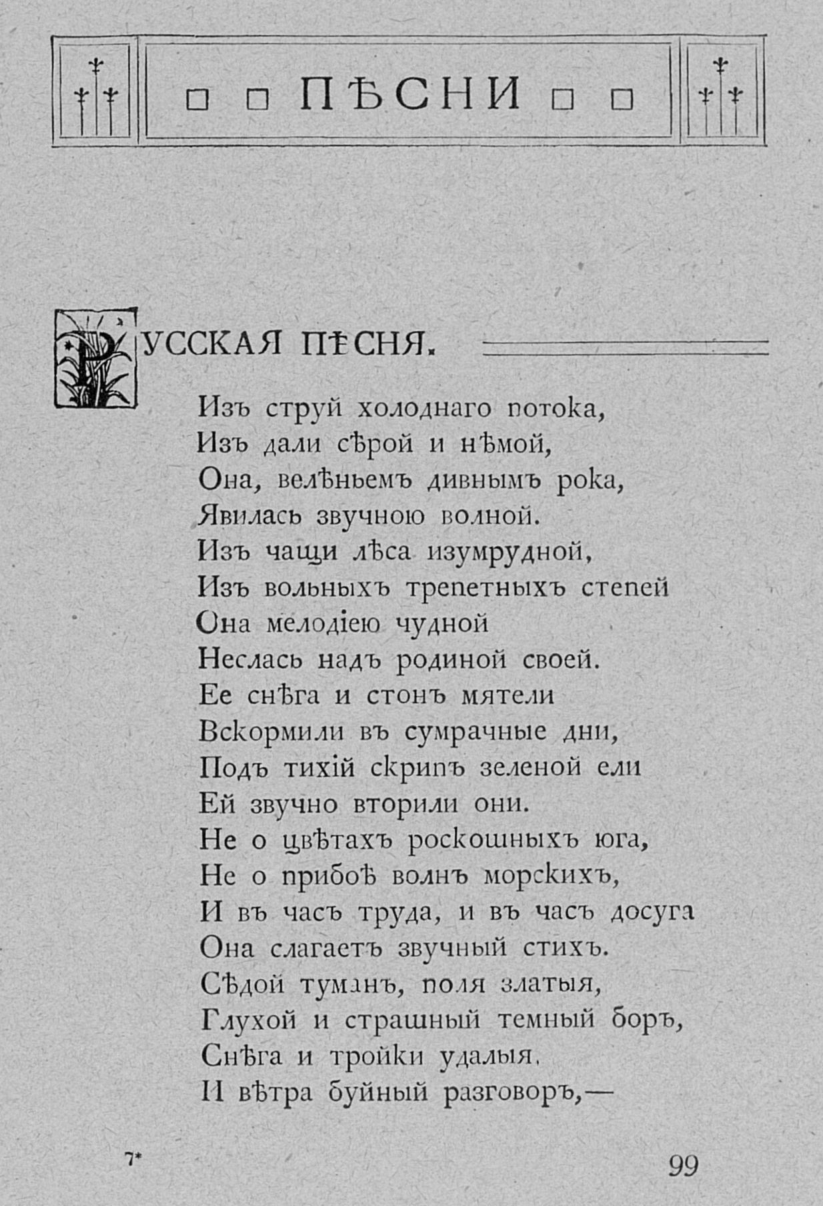 ПѢСНИ
РУССКАЯ ПѢСНЯ.
Изъ струй холоднаго потока,
Изъ дали сѣрой и нѣмой,
Она, велѣньемъ дивнымъ рока,
Явилась звучною волной.
Изъ чащи лѣса изумрудной,
Изъ вольныхъ трепетныхъ степей
Она мелодіею чудной
Неслась надъ родиной своей.
Ее снѣга и стонъ мятели
Вскормили въ сумрачные дни,
Подъ тихій скрипъ зеленой ели
Ей звучно вторили они.
Не о цвѣтахъ роскошныхъ юга,
Не о прибоѣ волнъ морскихъ,
И въ часъ труда, и въ часъ досуга
Она слагаетъ звучный стихъ.
Сѣдой туманъ, поля златыя,
Глухой и страшный темный боръ,
Снѣга и тройки удалыя.
И вѣтра буйный разговоръ,—
7*
99